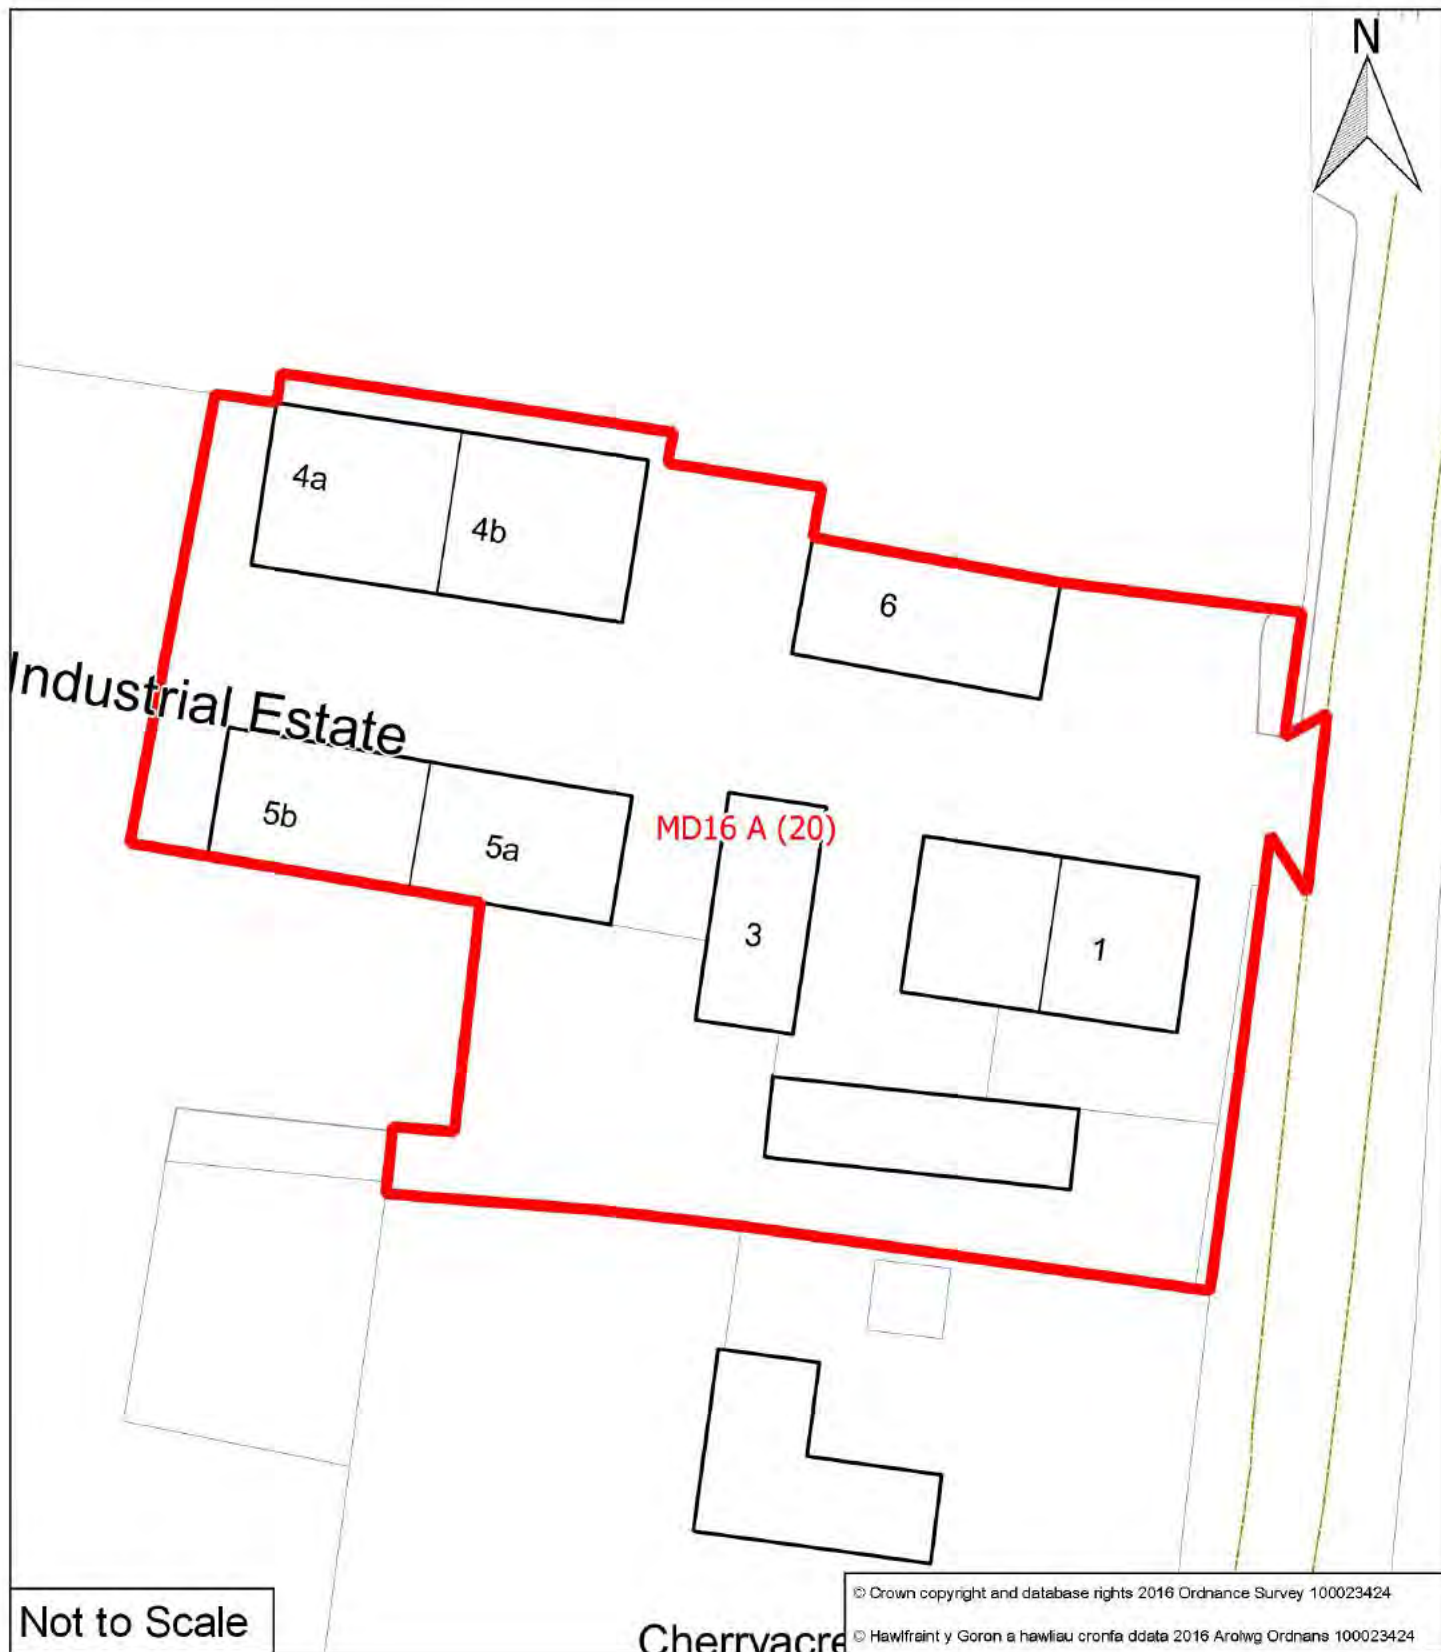 N
4a
4b
6
Industrial Estate
5b
5a
MD16 A (20)
3
1
Not to Scale
Cherryacre
© Crown copyright and database rights 2016 Ordnance Survey 100023424
© Hawlfraint y Goron a hawliau cronfa ddata 2016 Arolwg Ordnans 100023424